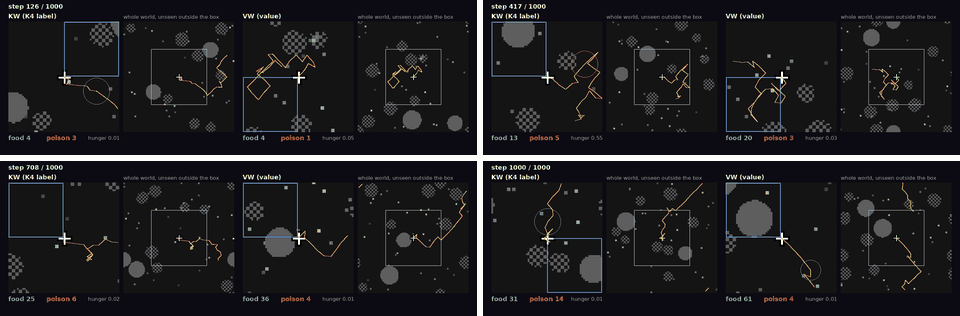 step 126 / 1000
KW (K4 label) whole world, unseen outside the box VW (value) whole world, unseen outside the box
food 4 poison 3 hunger 0.01 food 4 poison 1 hunger 0.05
step 417 / 1000
KW (K4 label) whole world, unseen outside the box VW (value) whole world, unseen outside the box
food 13 poison 5 hunger 0.55 food 20 poison 3 hunger 0.03
step 708 / 1000
KW (K4 label) whole world, unseen outside the box VW (value) whole world, unseen outside the box
food 25 poison 6 hunger 0.02 food 36 poison 4 hunger 0.01
step 1000 / 1000
KW (K4 label) whole world, unseen outside the box VW (value) whole world, unseen outside the box
food 31 poison 14 hunger 0.01 food 61 poison 4 hunger 0.01